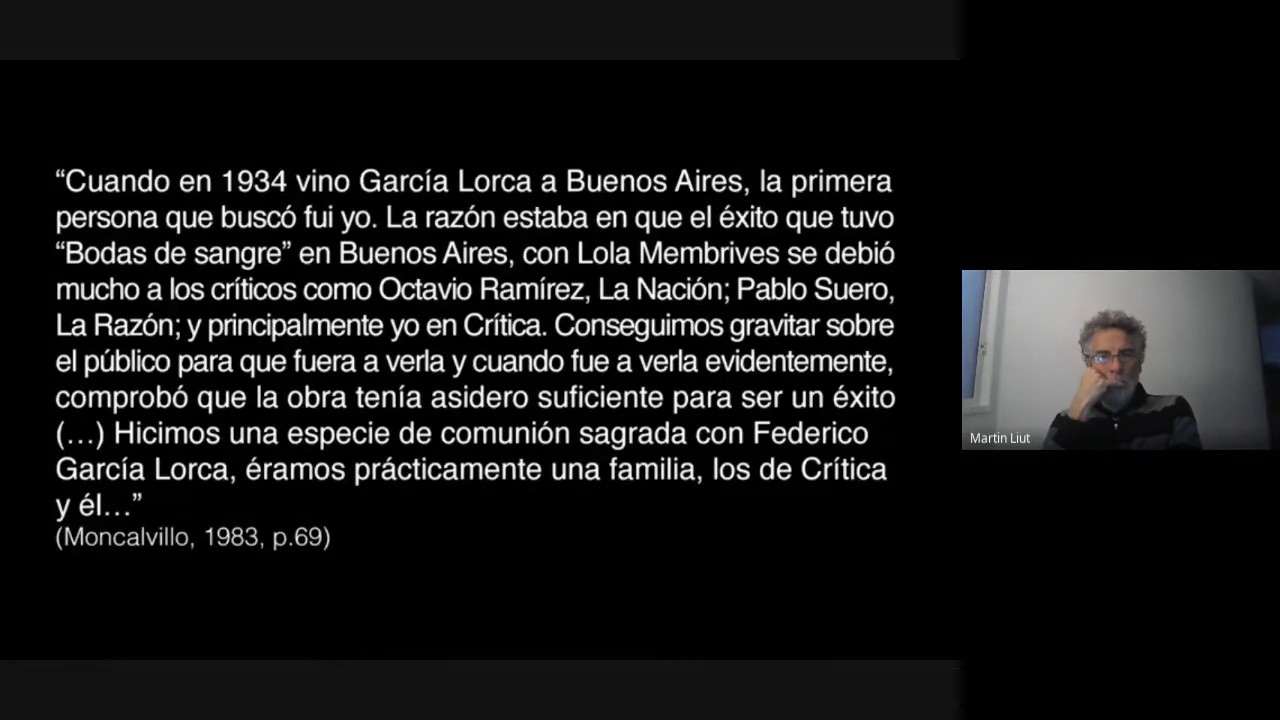 “Cuando en 1934 vino García Lorca a Buenos Aires, la primera
persona que buscó fui yo. La razón estaba en que el éxito que tuvo
“Bodas de sangre” en Buenos Aires, con Lola Membrives se debió
mucho a los críticos como Octavio Ramírez, La Nación; Pablo Suero,
La Razón; y principalmente yo en Crítica. Conseguimos gravitar sobre
el público para que fuera a verla y cuando fue a verla evidentemente,
comprobó que la obra tenía asidero suficiente para ser un éxito
(…) Hicimos una especie de comunión sagrada con Federico
García Lorca, éramos prácticamente una familia, los de Crítica
y él…”
(Moncalvillo, 1983, p.69)
Martin Liut